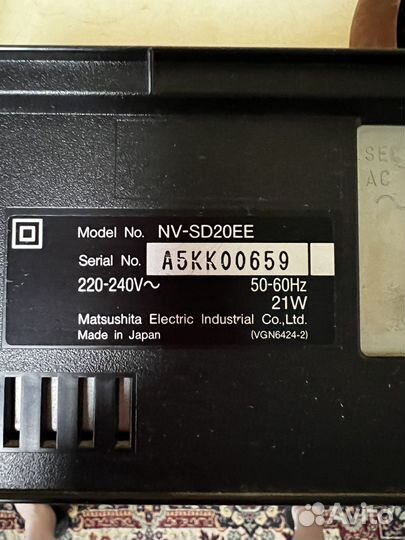 SEL
AC ~
Model No. NV-SD20EE
Serial No. A5KK00659
220-240V~ 50-60Hz
21W
Matsushita Electric Industrial Co.,Ltd.
Made in Japan (VGN6424-2)
Avito